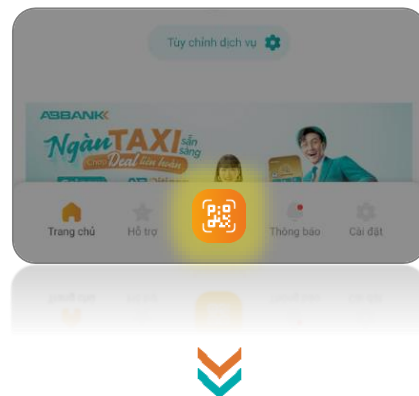 Tùy chỉnh dịch vụ
ABBANK
Ngàn TAXI sẵn sàng
Deal
Trang chủ
Hỗ trợ
Thông báo
Cài đặt